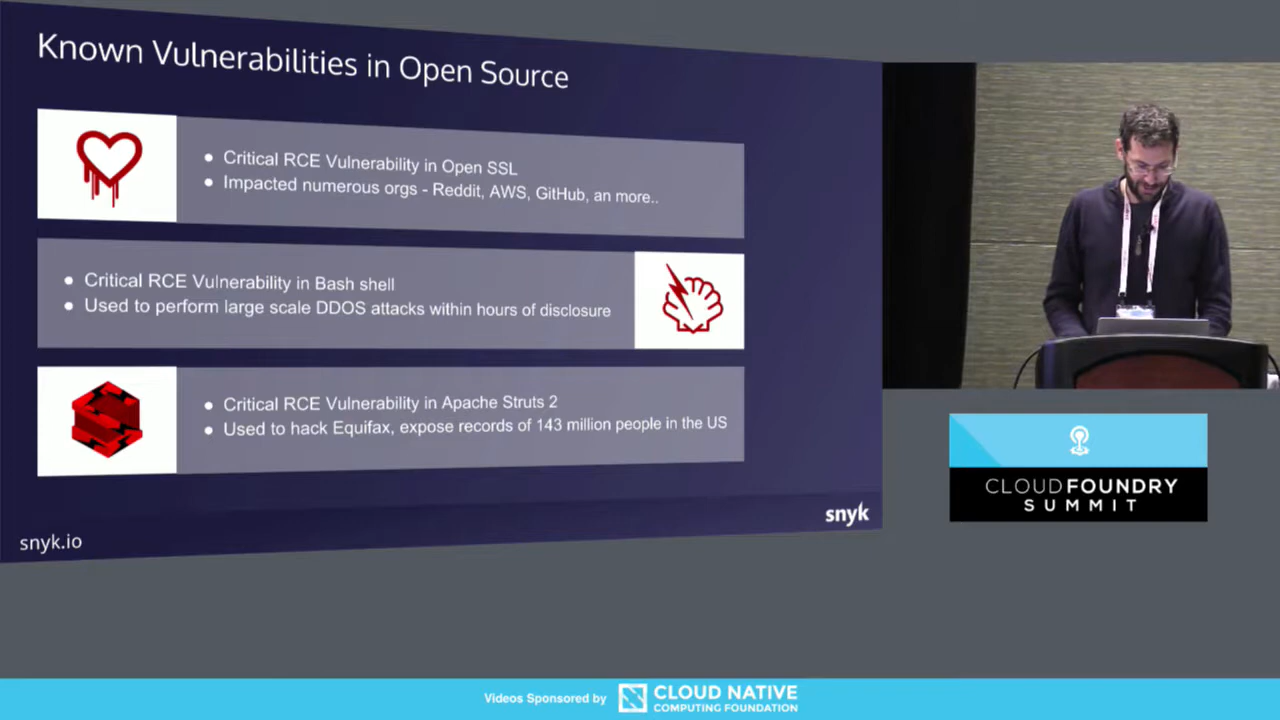 Known Vulnerabilities in Open Source
● Critical RCE Vulnerability in Open SSL
● Impacted numerous orgs - Reddit, AWS, GitHub, an more..
● Critical RCE Vulnerability in Bash shell
● Used to perform large scale DDOS attacks within hours of disclosure
● Critical RCE Vulnerability in Apache Struts 2
● Used to hack Equifax, expose records of 143 million people in the US
snyk.io
snyk
CLOUDFOUNDRY
SUMMIT
Videos Sponsored by
CLOUD NATIVE
COMPUTING FOUNDATION